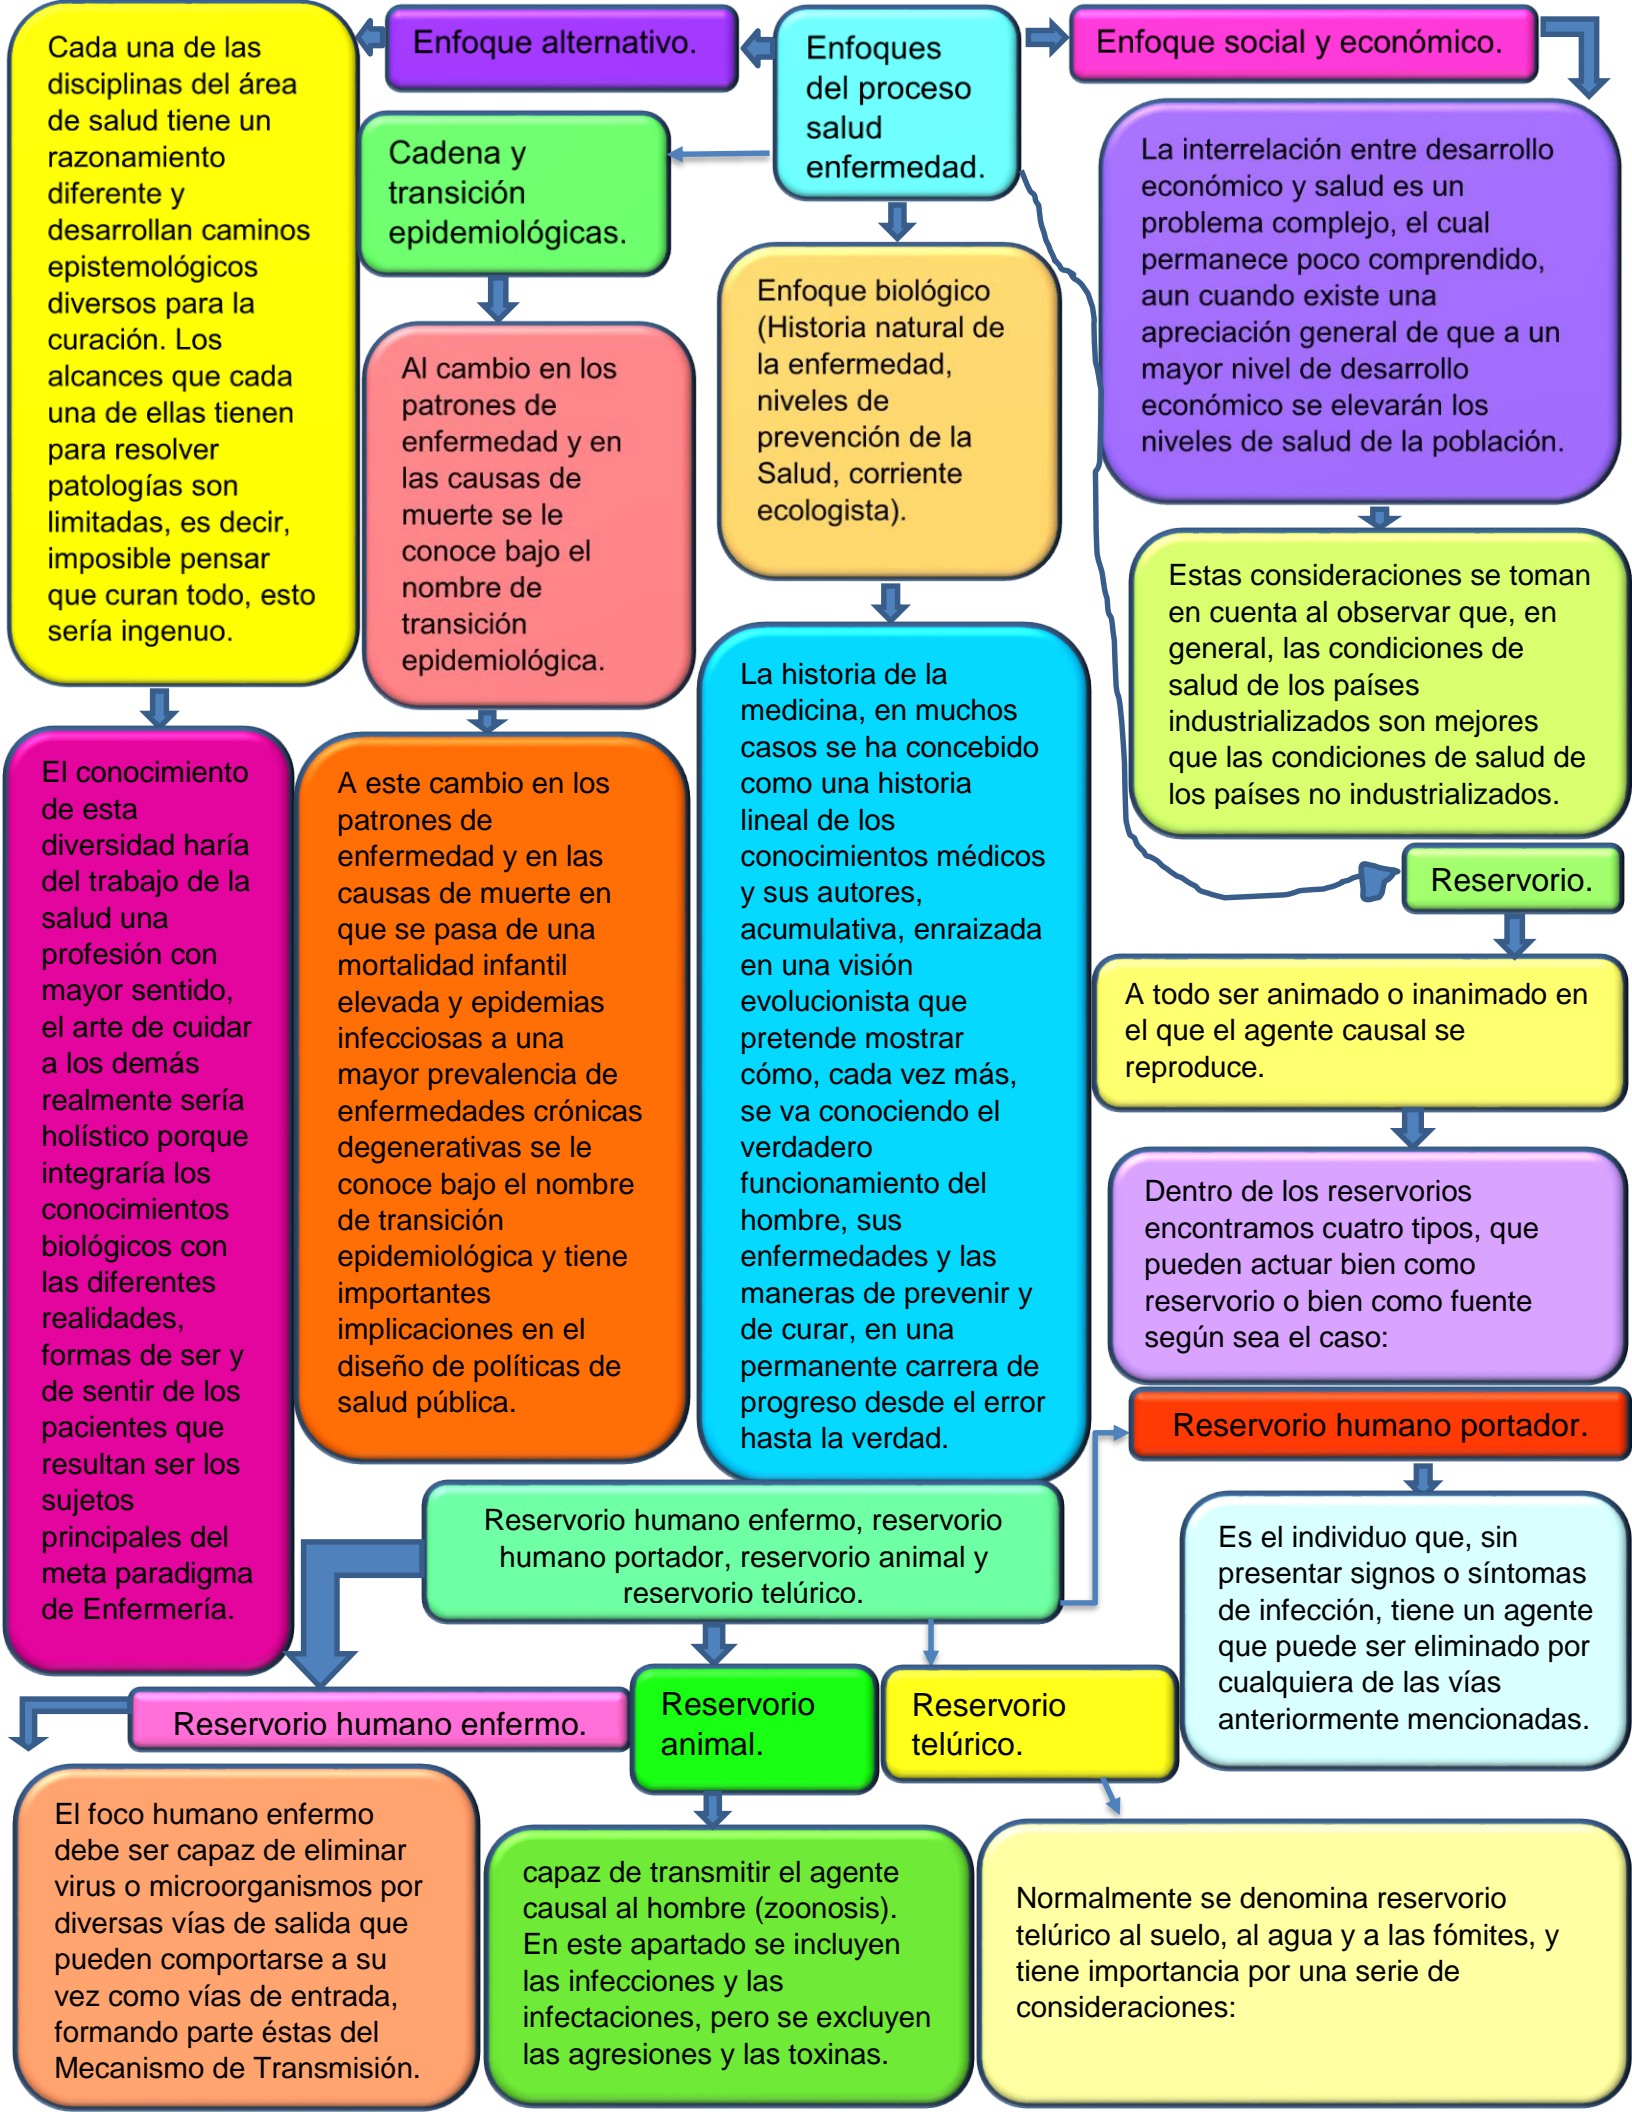 Enfoques
del proceso
salud
enfermedad.
Enfoque alternativo.
Cada una de las
disciplinas del área
de salud tiene un
razonamiento
diferente y
desarrollan caminos
epistemológicos
diversos para la
curación. Los
alcances que cada
una de ellas tienen
para resolver
patologías son
limitadas, es decir,
imposible pensar
que curan todo, esto
sería ingenuo.
El conocimiento
de esta
diversidad haría
del trabajo de la
salud una
profesión con
mayor sentido,
el arte de cuidar
a los demás
realmente sería
holístico porque
integraría los
conocimientos
biológicos con
las diferentes
realidades,
formas de ser y
de sentir de los
pacientes que
resultan ser los
sujetos
principales del
meta paradigma
de Enfermería.
Cadena y
transición
epidemiológicas.
Al cambio en los
patrones de
enfermedad y en
las causas de
muerte se le
conoce bajo el
nombre de
transición
epidemiológica.
A este cambio en los
patrones de
enfermedad y en las
causas de muerte en
que se pasa de una
mortalidad infantil
elevada y epidemias
infecciosas a una
mayor prevalencia de
enfermedades crónicas
degenerativas se le
conoce bajo el nombre
de transición
epidemiológica y tiene
importantes
implicaciones en el
diseño de políticas de
salud pública.
Enfoque biológico
(Historia natural de
la enfermedad,
niveles de
prevención de la
Salud, corriente
ecologista).
La historia de la
medicina, en muchos
casos se ha concebido
como una historia
lineal de los
conocimientos médicos
y sus autores,
acumulativa, enraizada
en una visión
evolucionista que
pretende mostrar
cómo, cada vez más,
se va conociendo el
verdadero
funcionamiento del
hombre, sus
enfermedades y las
maneras de prevenir y
de curar, en una
permanente carrera de
progreso desde el error
hasta la verdad.
Enfoque social y económico.
La interrelación entre desarrollo
económico y salud es un
problema complejo, el cual
permanece poco comprendido,
aun cuando existe una
apreciación general de que a un
mayor nivel de desarrollo
económico se elevarán los
niveles de salud de la población.
Estas consideraciones se toman
en cuenta al observar que, en
general, las condiciones de
salud de los países
industrializados son mejores
que las condiciones de salud de
los países no industrializados.
Reservorio.
A todo ser animado o inanimado en
el que el agente causal se
reproduce.
Dentro de los reservorios
encontramos cuatro tipos, que
pueden actuar bien como
reservorio o bien como fuente
según sea el caso:
Reservorio humano enfermo, reservorio
humano portador, reservorio animal y
reservorio telúrico.
Reservorio humano portador.
Es el individuo que, sin
presentar signos o síntomas
de infección, tiene un agente
que puede ser eliminado por
cualquiera de las vías
anteriormente mencionadas.
Reservorio humano enfermo.
El foco humano enfermo
debe ser capaz de eliminar
virus o microorganismos por
diversas vías de salida que
pueden comportarse a su
vez como vías de entrada,
formando parte éstas del
Mecanismo de Transmisión.
Reservorio
animal.
capaz de transmitir el agente
causal al hombre (zoonosis).
En este apartado se incluyen
las infecciones y las
infectaciones, pero se excluyen
las agresiones y las toxinas.
Reservorio
telúrico.
Normalmente se denomina reservorio
telúrico al suelo, al agua y a las fómites, y
tiene importancia por una serie de
consideraciones: